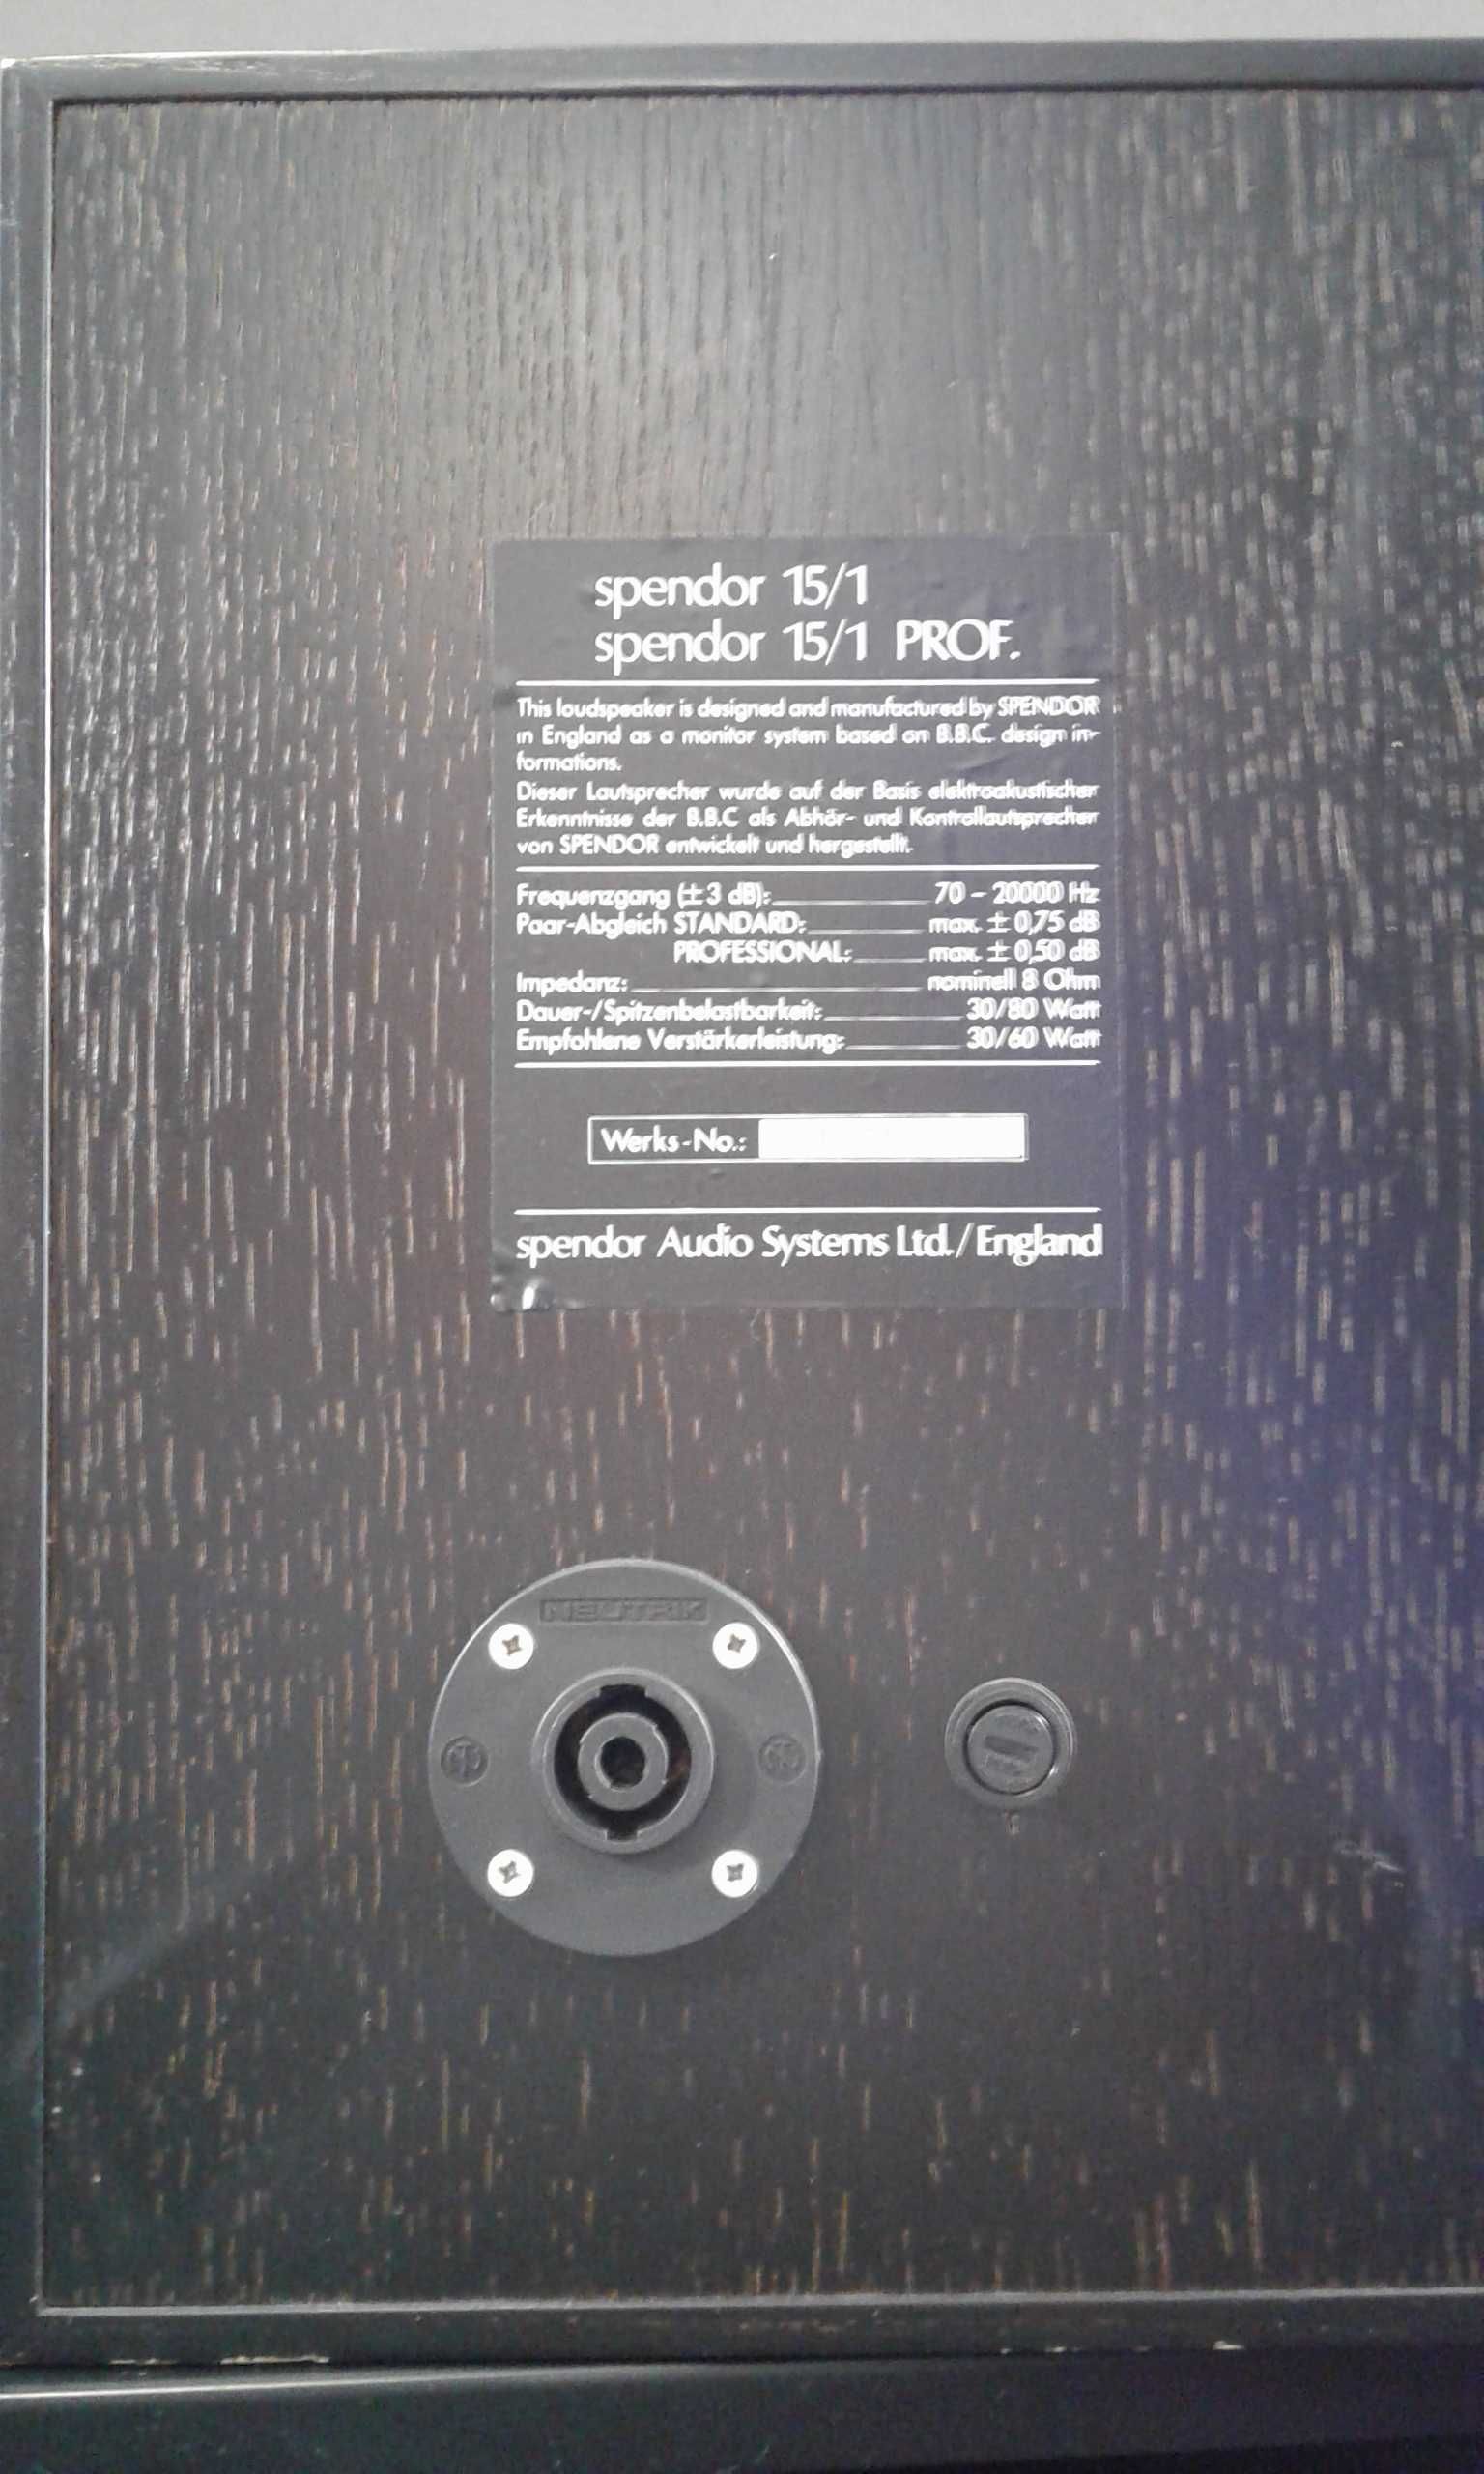 spendor 15/1
spendor 15/1 PROF.
This loudspeaker is designed and manufactured by SPENDOR
in England as a monitor system based on B.B.C. design in-
formations.
Dieser Lautsprecher wurde auf der Basis elektroakustischer
Erkenntnisse der B.B.C als Abhör- und Kontrollautsprecher
von SPENDOR entwickelt und hergestellt.
Frequenzgang (± 3 dB): 70 – 20000 Hz
Paar-Abgleich STANDARD: max. ± 0,75 dB
PROFESSIONAL: max. ± 0,50 dB
Impedanz: nominell 8 Ohm
Dauer-/Spitzenbelastbarkeit: 30/80 Watt
Empfohlene Verstärkerleistung: 30/60 Watt
Werks-No.:
spendor Audio Systems Ltd./England
NEUTRIK